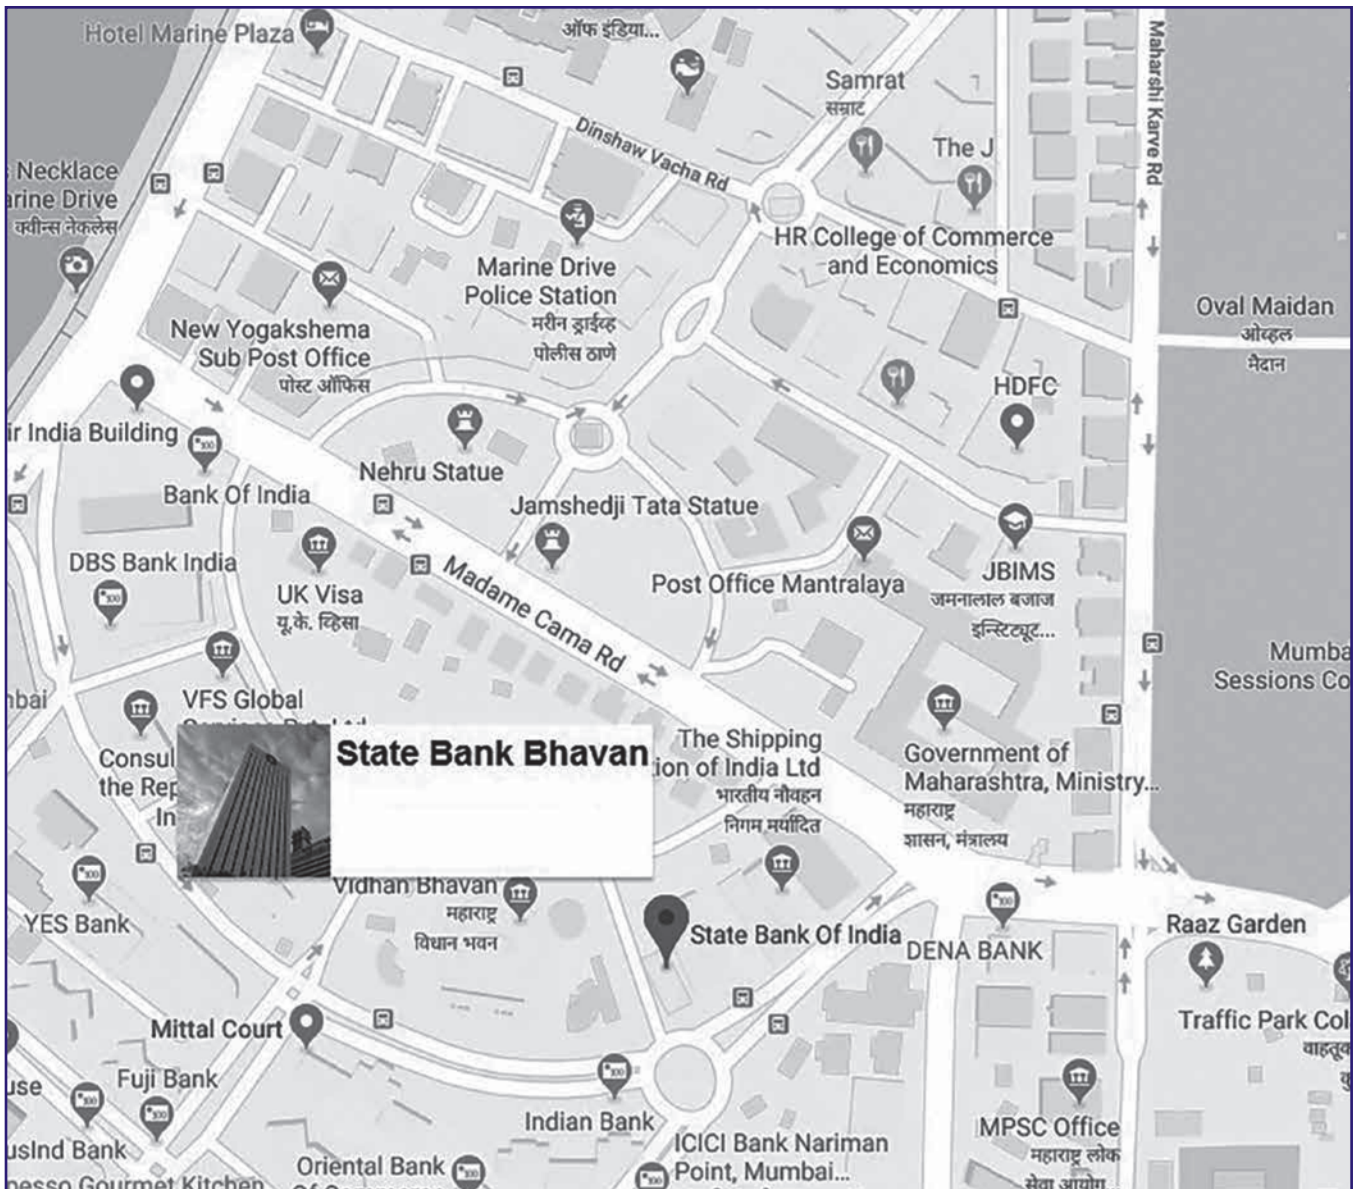 Hotel Marine Plaza
ऑफ इंडिया...
Samrat
सम्राट
Maharshi Karve Rd
Dinshaw Vacha Rd
The J
Necklace
arine Drive
क्वीन्स नेकलेस
HR College of Commerce
and Economics
Marine Drive
Police Station
मरीन ड्राईव्ह
पोलीस ठाणे
New Yogakshema
Sub Post Office
पोस्ट ऑफिस
Oval Maidan
ओव्हल
मैदान
HDFC
ir India Building
Bank Of India
Nehru Statue
Jamshedji Tata Statue
DBS Bank India
UK Visa
यू.के. व्हिसा
Madame Cama Rd
Post Office Mantralaya
JBIMS
जमनालाल बजाज
इन्स्टिट्यूट...
Mumba
Sessions Co
nbai
VFS Global
Consul
the Rep
In
State Bank Bhavan
The Shipping
tion of India Ltd
भारतीय नौवहन
निगम मर्यादित
Government of
Maharashtra, Ministry...
महाराष्ट्र
शासन, मंत्रालय
Vidhan Bhavan
महाराष्ट्र
विधान भवन
YES Bank
State Bank Of India
DENA BANK
Raaz Garden
Mittal Court
Traffic Park Col
वाहतूक
Fuji Bank
use
Indian Bank
MPSC Office
महाराष्ट्र लोक
सेवा आयोग
usInd Bank
Oriental Bank
ICICI Bank Nariman
Point, Mumbai...
pesso Gourmet Kitchen